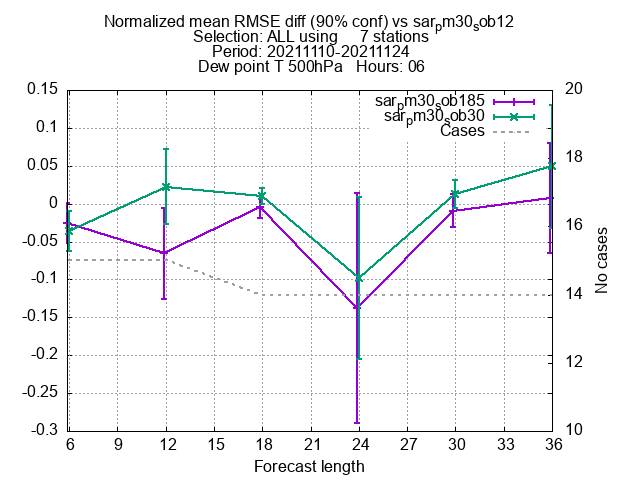 Normalized mean RMSE diff (90% conf) vs sarpm30sob12
Selection: ALL using 7 stations
Period: 20211110-20211124
Dew point T 500hPa Hours: 06
sarpm30sob185
sarpm30sob30
Cases
0.15
0.1
0.05
0
-0.05
-0.1
-0.15
-0.2
-0.25
-0.3
20
18
16
14
12
10
No cases
6 9 12 15 18 21 24 27 30 33 36
Forecast length